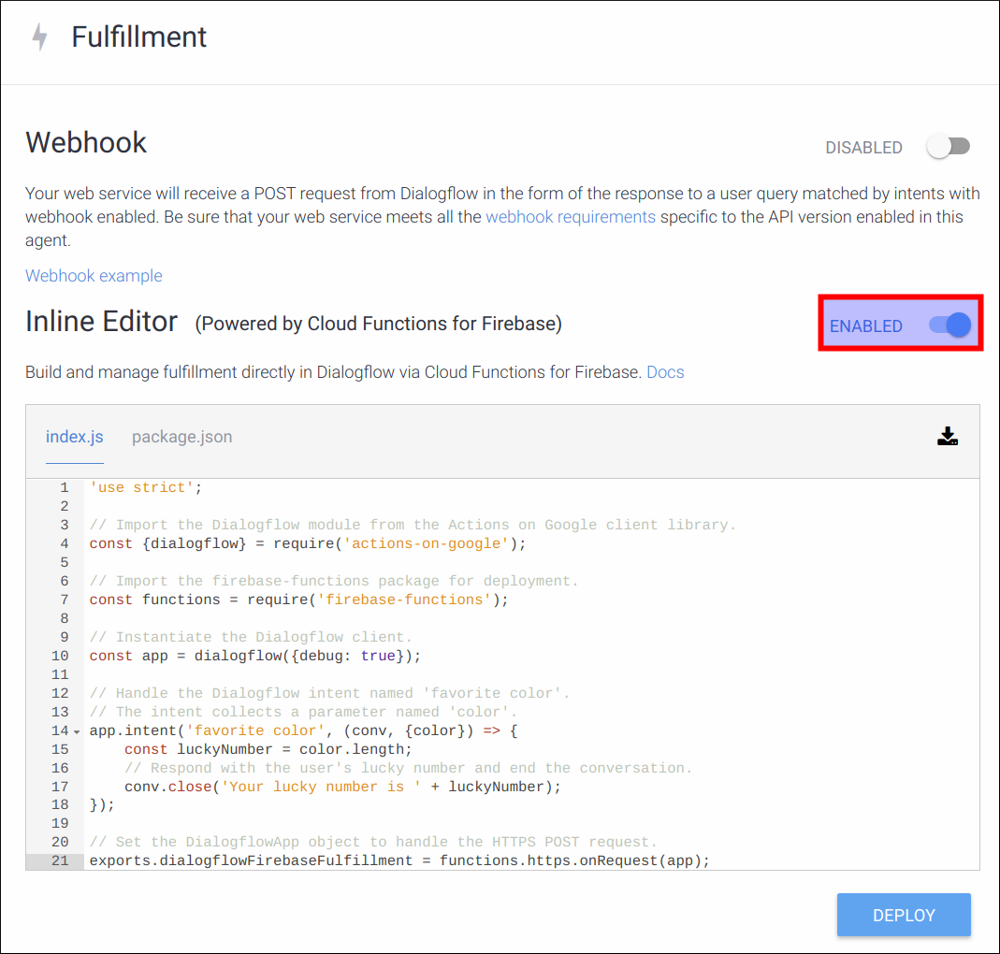 Fulfillment
Webhook
DISABLED
Your web service will receive a POST request from Dialogflow in the form of the response to a user query matched by intents with
webhook enabled. Be sure that your web service meets all the webhook requirements specific to the API version enabled in this
agent.
Webhook example
Inline Editor (Powered by Cloud Functions for Firebase)
ENABLED
Build and manage fulfillment directly in Dialogflow via Cloud Functions for Firebase. Docs
index.js package.json
1 'use strict';
2
3 // Import the Dialogflow module from the Actions on Google client library.
4 const {dialogflow} = require('actions-on-google');
5
6 // Import the firebase-functions package for deployment.
7 const functions = require('firebase-functions');
8
9 // Instantiate the Dialogflow client.
10 const app = dialogflow({debug: true});
11
12 // Handle the Dialogflow intent named 'favorite color'.
13 // The intent collects a parameter named 'color'.
14 app.intent('favorite color', (conv, {color}) => {
15     const luckyNumber = color.length;
16     // Respond with the user's lucky number and end the conversation.
17     conv.close('Your lucky number is ' + luckyNumber);
18 });
19
20 // Set the DialogflowApp object to handle the HTTPS POST request.
21 exports.dialogflowFirebaseFulfillment = functions.https.onRequest(app);
DEPLOY